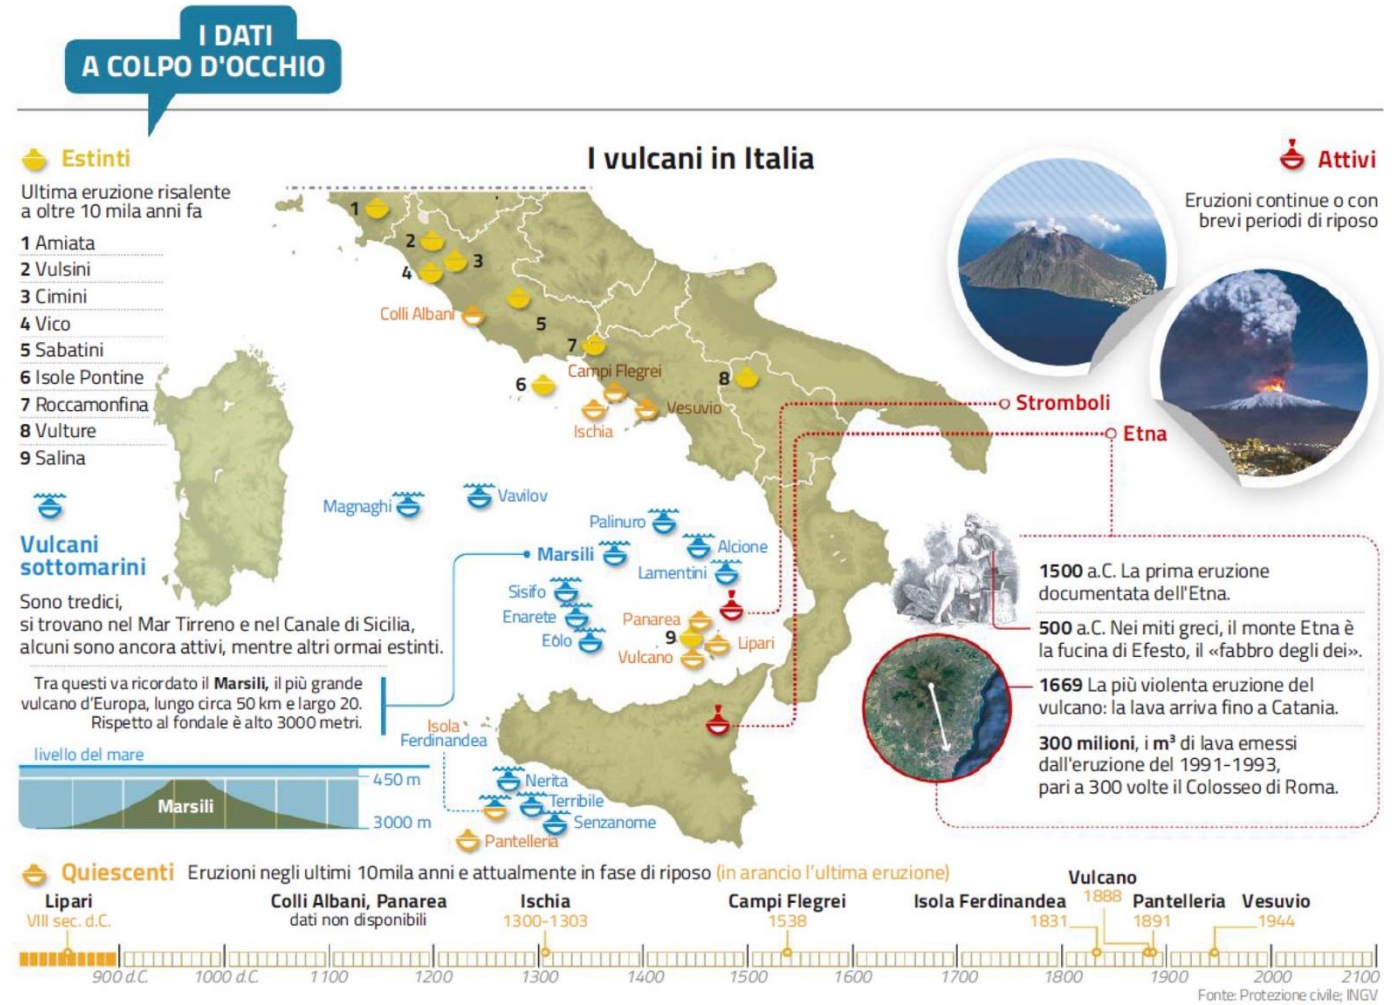 I DATI
A COLPO D'OCCHIO
I vulcani in Italia
Estinti
Ultima eruzione risalente
a oltre 10 mila anni fa
1 Amiata
2 Vulsini
3 Cimini
4 Vico
5 Sabatini
6 Isole Pontine
7 Roccamonfina
8 Vulture
9 Salina
Vulcani
sottomarini
Sono tredici,
si trovano nel Mar Tirreno e nel Canale di Sicilia,
alcuni sono ancora attivi, mentre altri ormai estinti.
Tra questi va ricordato il Marsili, il più grande
vulcano d'Europa, lungo circa 50 km e largo 20.
Rispetto al fondale è alto 3000 metri.
livello del mare
450 m
Marsili
3000 m
1
2
3
4
Colli Albani
5
7
Campi Flegrei
6
8
Vesuvio
Ischia
Magnaghi
Vavilov
Palinuro
Marsili
Alcione
Lamentini
Sisifo
Enarete
Panarea
Eolo
9
Lipari
Vulcano
Isola
Ferdinandea
Nerita
Terribile
Senzanome
Pantelleria
Attivi
Eruzioni continue o con
brevi periodi di riposo
Stromboli
Etna
1500 a.C. La prima eruzione
documentata dell'Etna.
500 a.C. Nei miti greci, il monte Etna è
la fucina di Efesto, il «fabbro degli dei».
1669 La più violenta eruzione del
vulcano: la lava arriva fino a Catania.
300 milioni, i m³ di lava emessi
dall'eruzione del 1991-1993,
pari a 300 volte il Colosseo di Roma.
Quiescenti Eruzioni negli ultimi 10mila anni e attualmente in fase di riposo (in arancio l'ultima eruzione)
Lipari
VIII sec. d.C.
Colli Albani, Panarea
dati non disponibili
Ischia
1300-1303
Campi Flegrei
1538
Isola Ferdinandea
1831
Vulcano
1888
Pantelleria
1891
Vesuvio
1944
900 d.C. 1000 d.C. 1100 1200 1300 1400 1500 1600 1700 1800 1900 2000 2100
Fonte: Protezione civile; INGV